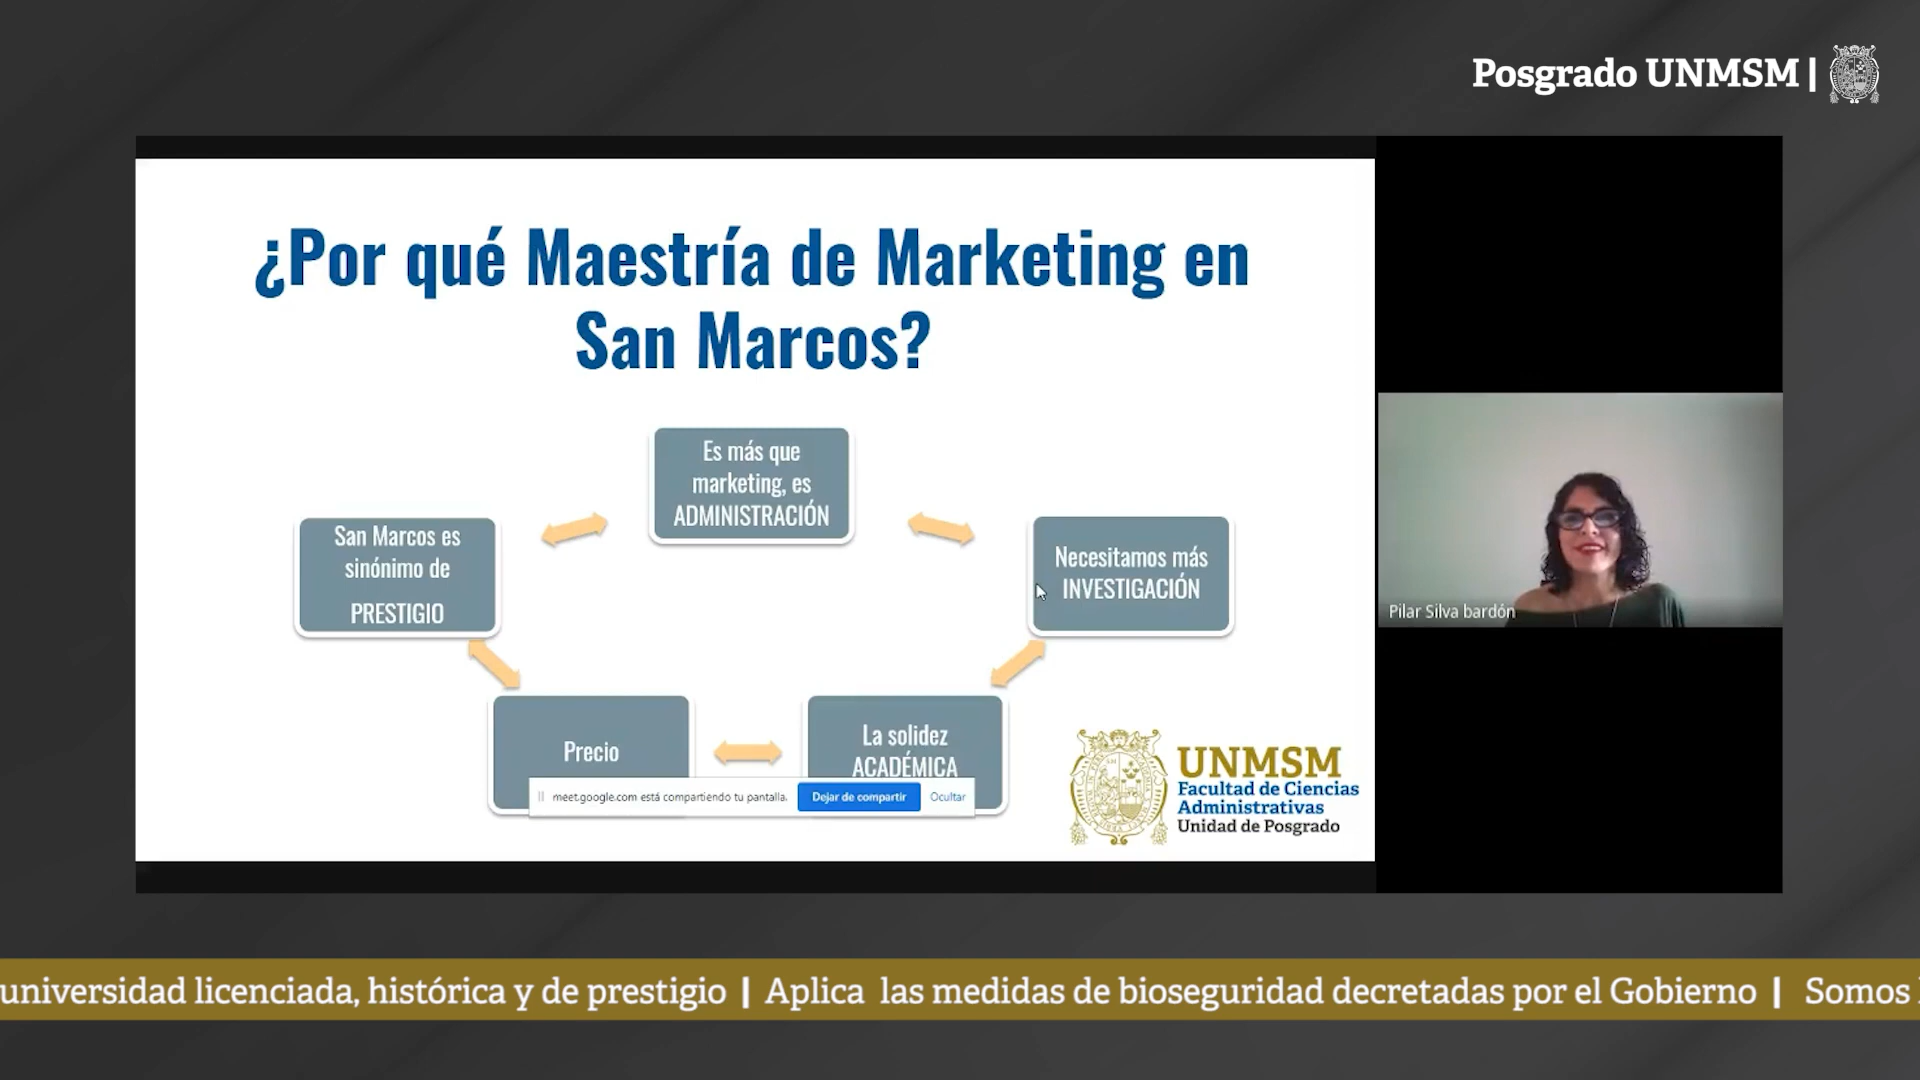 Posgrado UNMSM |
¿Por qué Maestría de Marketing en
San Marcos?
Es más que
marketing, es
ADMINISTRACIÓN
San Marcos es
sinónimo de
PRESTIGIO
Necesitamos más
INVESTIGACIÓN
Precio
La solidez
ACADÉMICA
meet.google.com está compartiendo tu pantalla. Dejar de compartir Ocultar
UNMSM
Facultad de Ciencias
Administrativas
Unidad de Posgrado
Pilar Silva bardón
universidad licenciada, histórica y de prestigio | Aplica las medidas de bioseguridad decretadas por el Gobierno | Somos